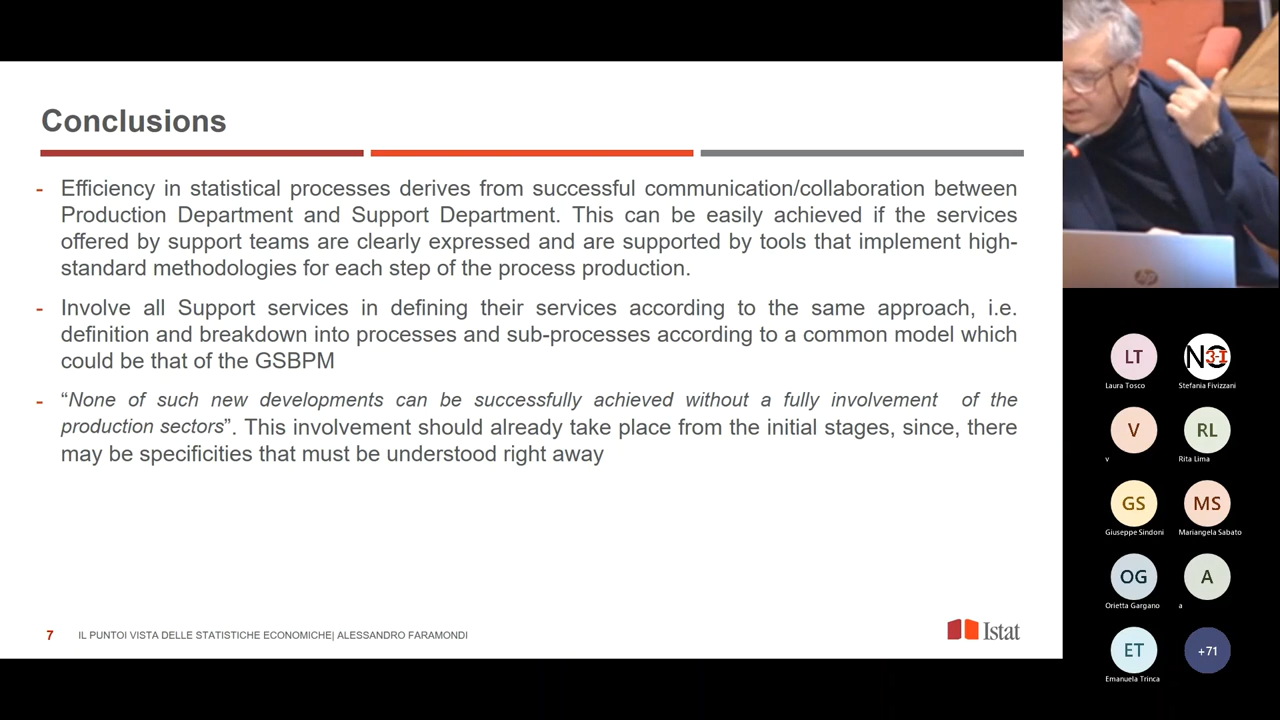 Conclusions
- Efficiency in statistical processes derives from successful communication/collaboration between
Production Department and Support Department. This can be easily achieved if the services
offered by support teams are clearly expressed and are supported by tools that implement high-
standard methodologies for each step of the process production.
- Involve all Support services in defining their services according to the same approach, i.e.
definition and breakdown into processes and sub-processes according to a common model which
could be that of the GSBPM
- “None of such new developments can be successfully achieved without a fully involvement of the
production sectors”. This involvement should already take place from the initial stages, since, there
may be specificities that must be understood right away
7 IL PUNTOI VISTA DELLE STATISTICHE ECONOMICHE| ALESSANDRO FARAMONDI
Istat
hp
LT
Laura Tosco
N3-I
Stefania Fivizzani
V
v
RL
Rita Lima
GS
Giuseppe Sindoni
MS
Mariangela Sabato
OG
Orietta Gargano
A
a
ET
Emanuela Trinca
+71